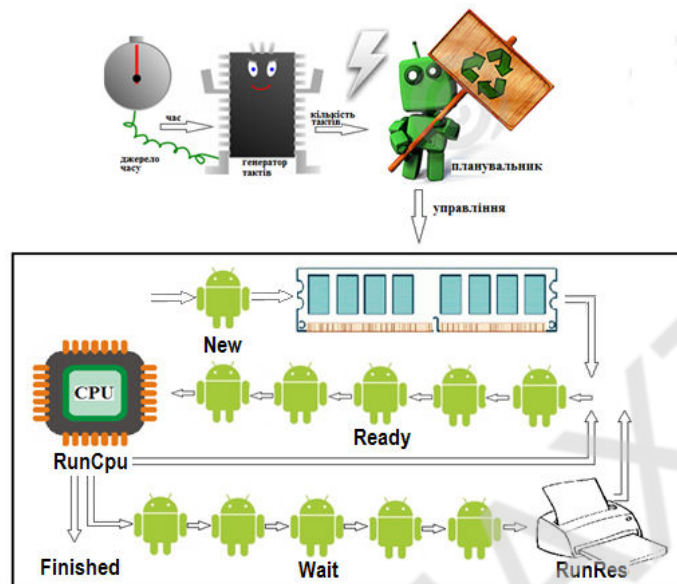 час
кількість
тактів
джерело
часу
генератор
тактів
планувальник
управління
New
CPU
Ready
RunCpu
Finished
Wait
RunRes